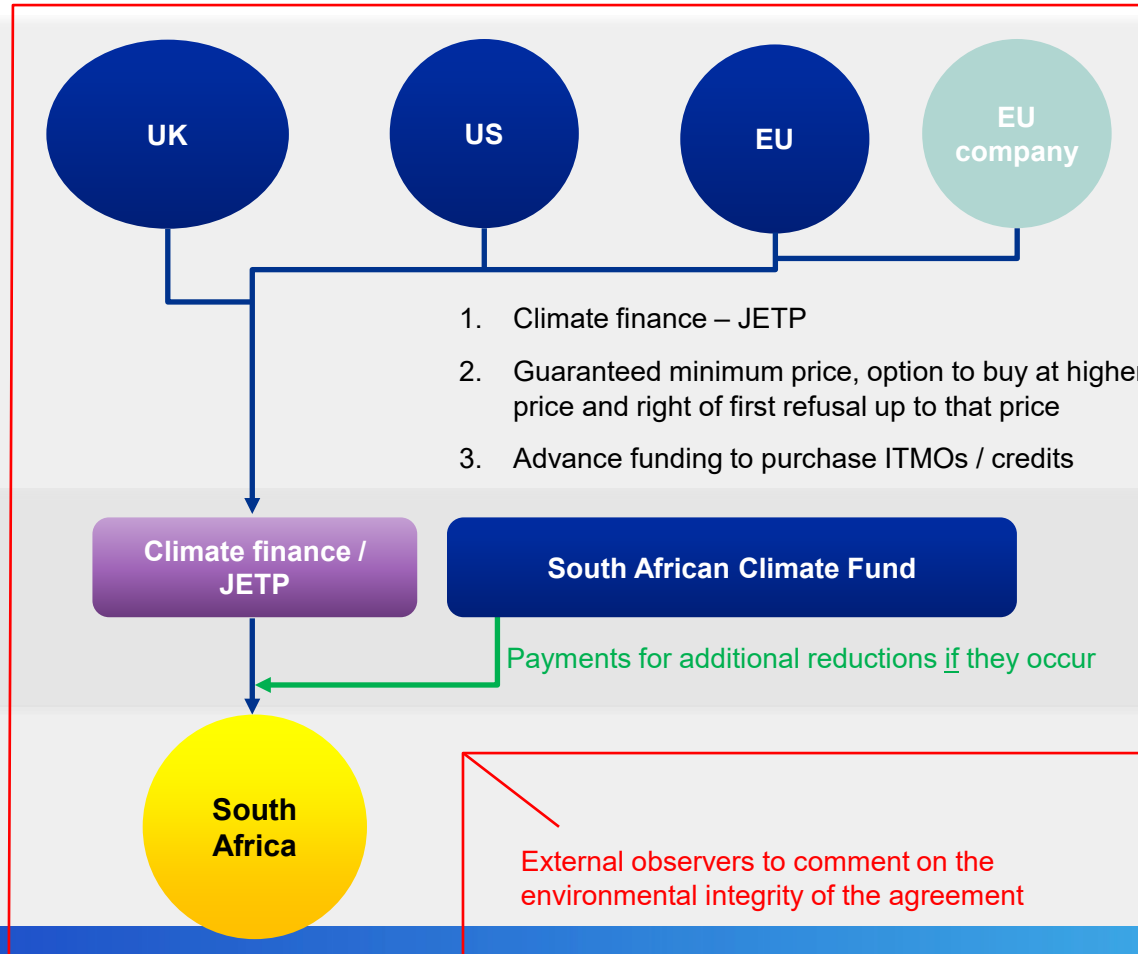 UK
US
EU
EU
company
1. Climate finance – JETP
2. Guaranteed minimum price, option to buy at higher
price and right of first refusal up to that price
3. Advance funding to purchase ITMOs / credits
Climate finance /
JETP
South African Climate Fund
Payments for additional reductions if they occur
South
Africa
External observers to comment on the
environmental integrity of the agreement